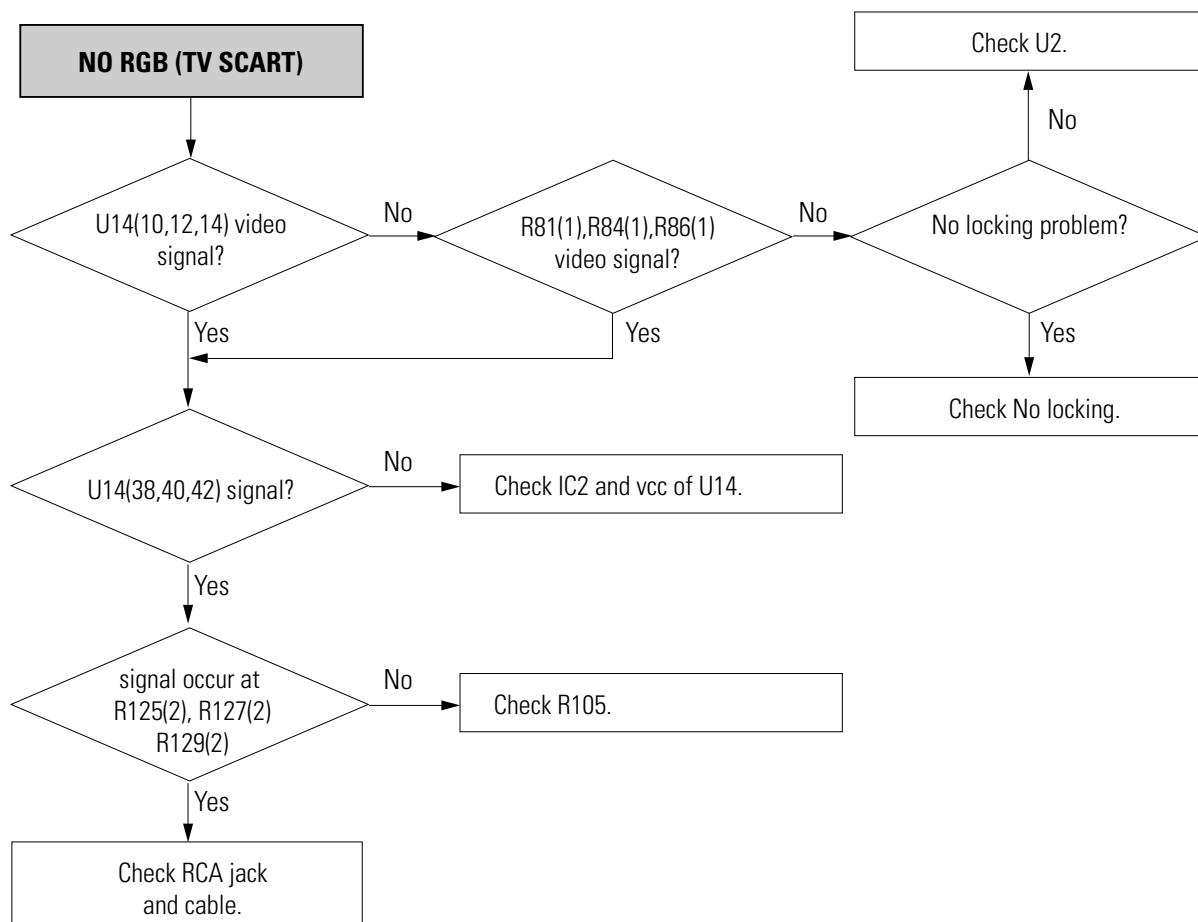 NO RGB (TV SCART)
Check U2.
No
U14(10,12,14) video
signal?
No
R81(1),R84(1),R86(1)
video signal?
No
No locking problem?
Yes
Yes
Yes
Check No locking.
U14(38,40,42) signal?
No
Check IC2 and vcc of U14.
Yes
signal occur at
R125(2), R127(2)
R129(2)
No
Check R105.
Yes
Check RCA jack
and cable.